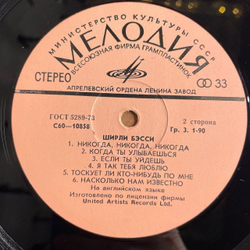 МИНИСТЕРСТВО КУЛЬТУРЫ СССР
МЕЛОДИЯ
ВСЕСОЮЗНАЯ ФИРМА ГРАМПЛАСТИНОК
СТЕРЕО
33
АПРЕЛЕВСКИЙ ОРДЕНА ЛЕНИНА ЗАВОД
ГОСТ 5289-73
2 сторона
С60—10858
Гр. 3. 1-90
ШИРЛИ БЭССИ
1. НИКОГДА, НИКОГДА, НИКОГДА
2. КОГДА ТЫ УЛЫБАЕШЬСЯ
3. ЕСЛИ ТЫ УЙДЕШЬ
4. Я ТАК ТЕБЯ ЛЮБЛЮ
5. ТОСКУЕТ ЛИ КТО-НИБУДЬ ПО МНЕ
6. НАСКОЛЬКО НАМ ИЗВЕСТНО
На английском языке
Изготовлено по лицензии фирмы
United Artists Records Ltd.